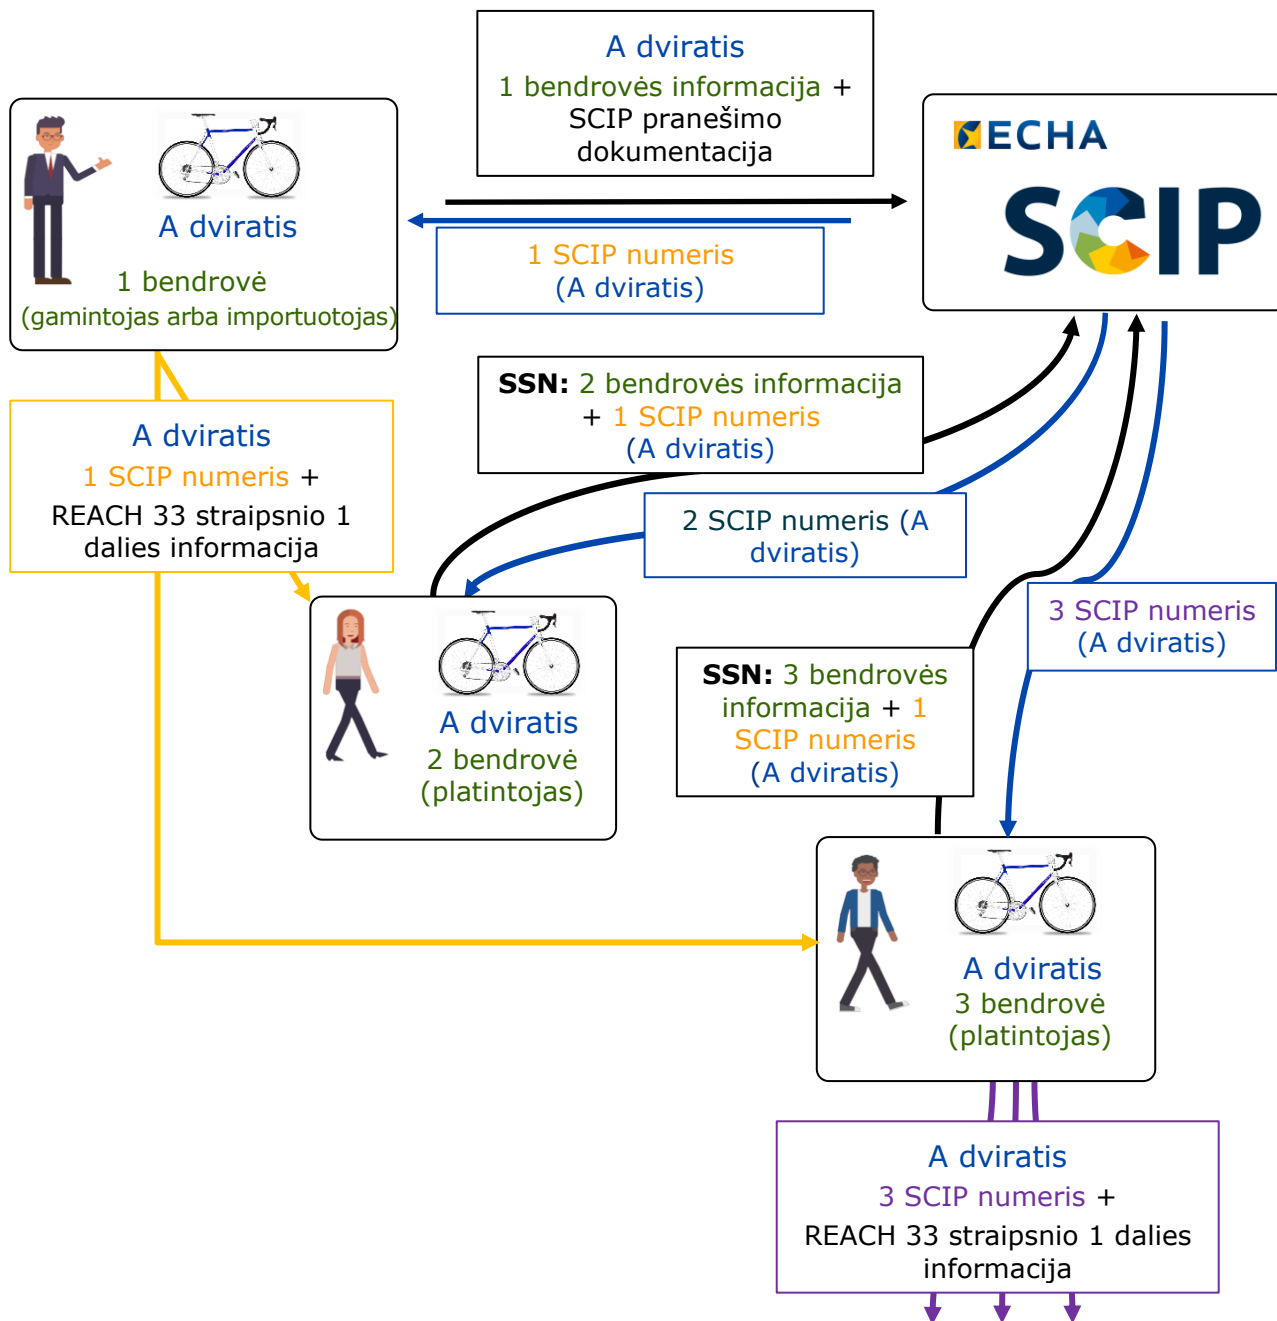 A dviratis
1 bendrovės informacija +
SCIP pranešimo
dokumentacija
ECHA
SCIP
A dviratis
1 bendrovė
(gamintojas arba importuotojas)
1 SCIP numeris
(A dviratis)
SSN: 2 bendrovės informacija
+ 1 SCIP numeris
(A dviratis)
A dviratis
1 SCIP numeris +
REACH 33 straipsnio 1
dalies informacija
2 SCIP numeris (A
dviratis)
3 SCIP numeris
(A dviratis)
SSN: 3 bendrovės
informacija + 1
SCIP numeris
(A dviratis)
A dviratis
2 bendrovė
(platintojas)
A dviratis
3 bendrovė
(platintojas)
A dviratis
3 SCIP numeris +
REACH 33 straipsnio 1 dalies
informacija